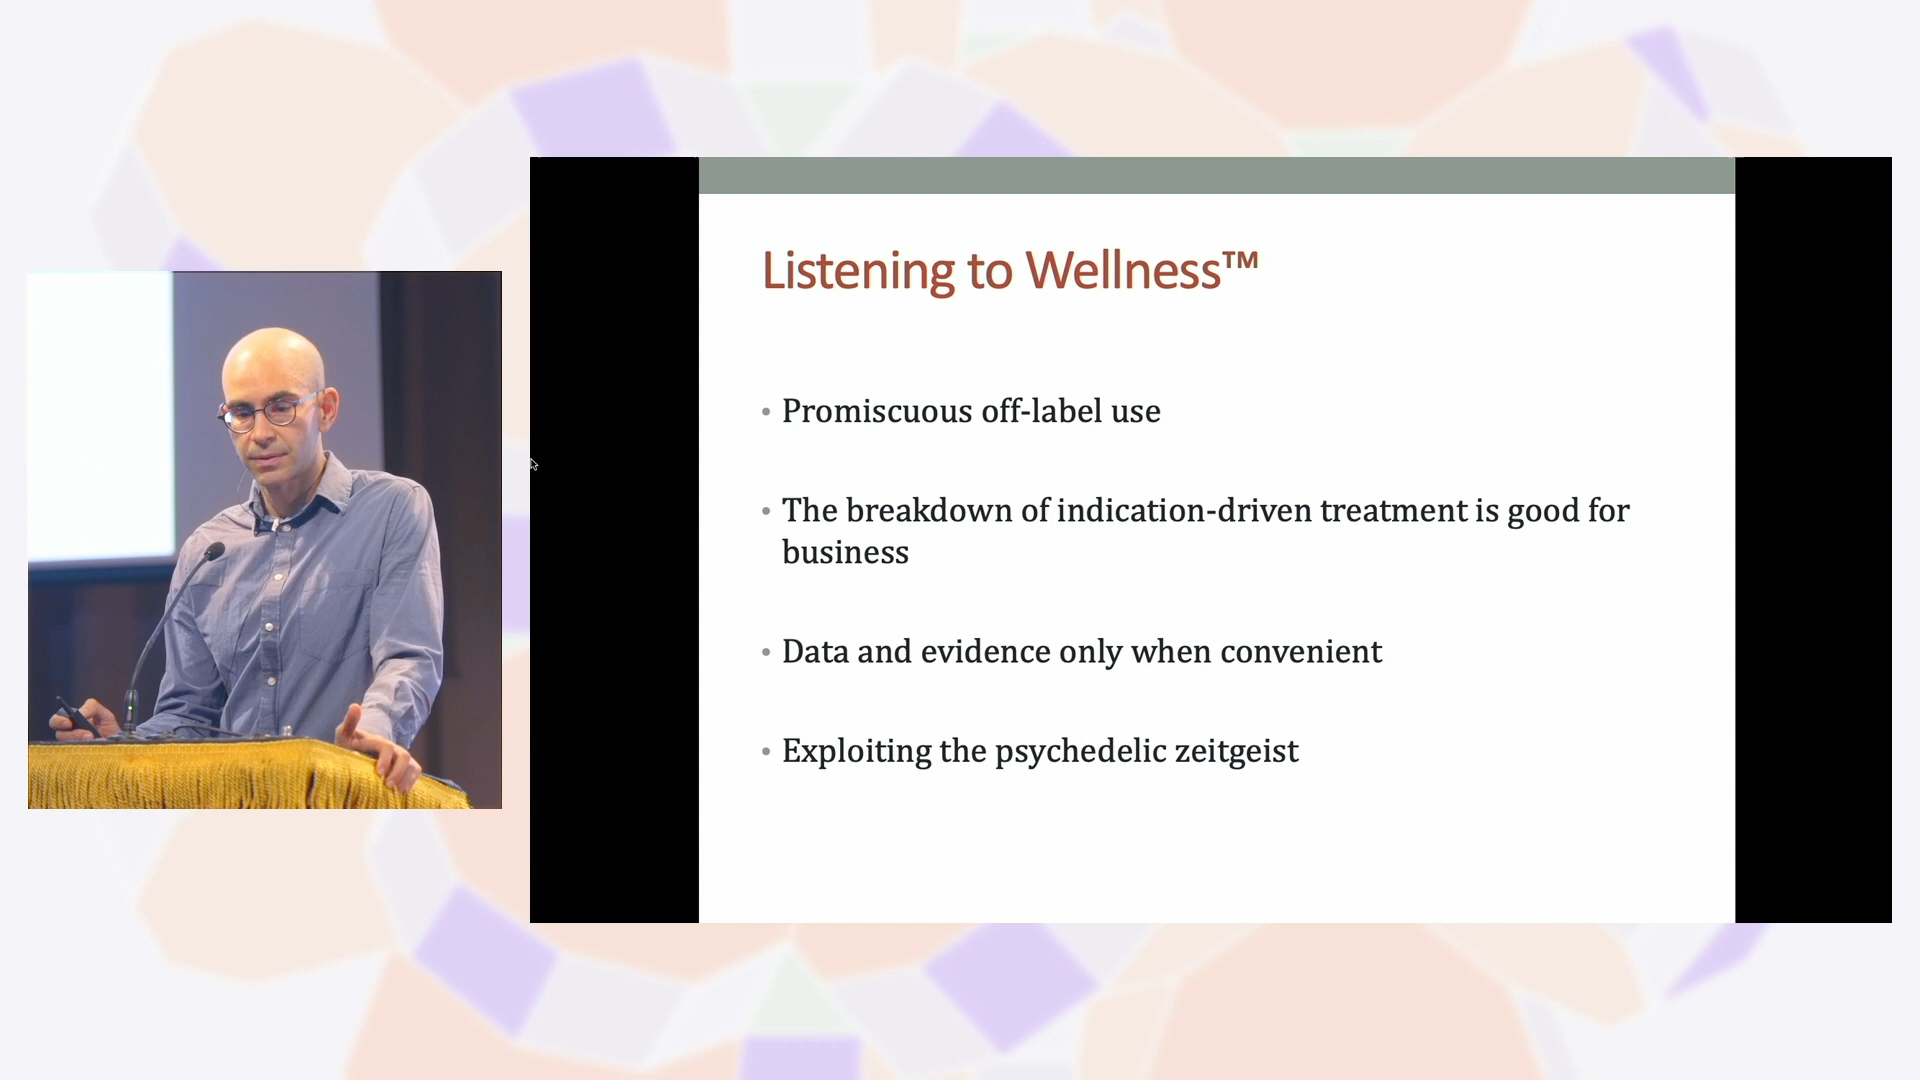 Listening to Wellness™
• Promiscuous off-label use
• The breakdown of indication-driven treatment is good for
business
• Data and evidence only when convenient
• Exploiting the psychedelic zeitgeist